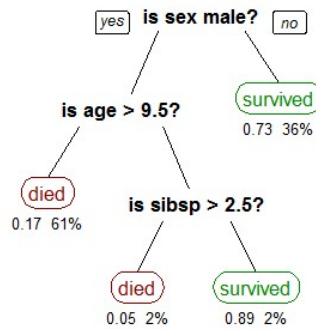 is sex male?
yes
no
is age > 9.5?
survived
0.73 36%
died
0.17 61%
is sibsp > 2.5?
died
0.05 2%
survived
0.89 2%